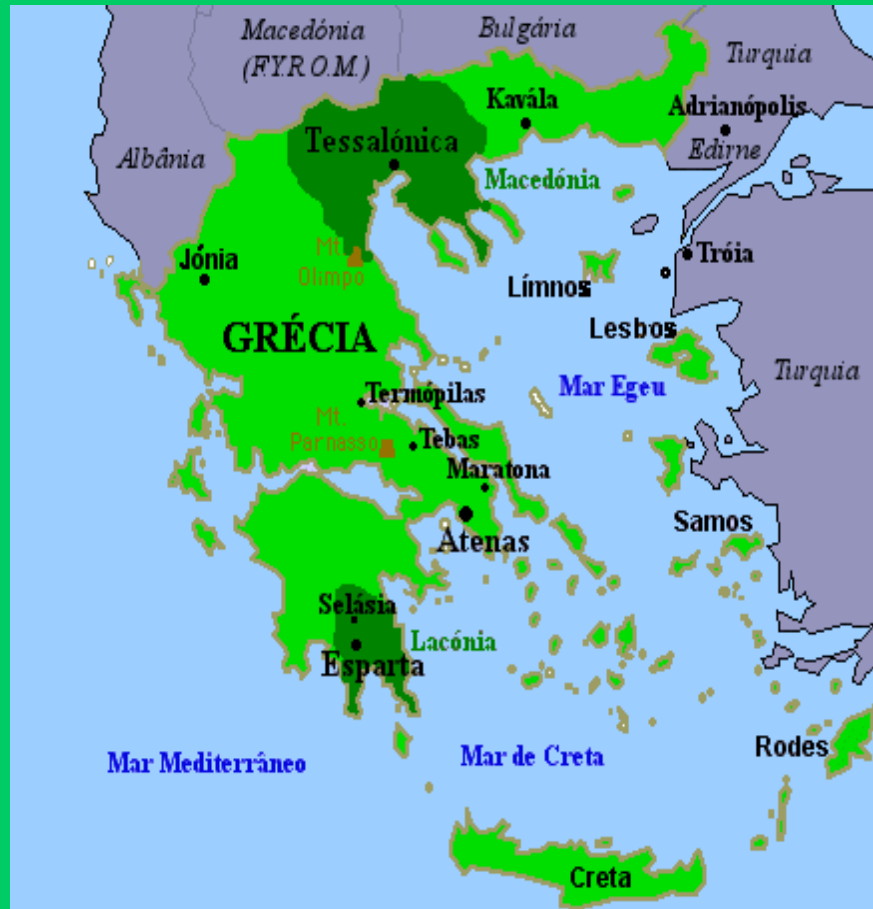 Macedónia
(F.Y.R.O.M.)
Bulgária
Turquia
Kavála
Adrianópolis
Edirne
Tessalónica
Albânia
Macedónia
Mt.
Olimpo
Jónia
Tróia
Límnos
GRÉCIA
Lesbos
Turquia
Mar Egeu
Termópilas
Mt.
Parnasso
Tebas
Maratona
Samos
Atenas
Selásia
Lacónia
Esparta
Rodes
Mar Mediterrâneo
Mar de Creta
Creta